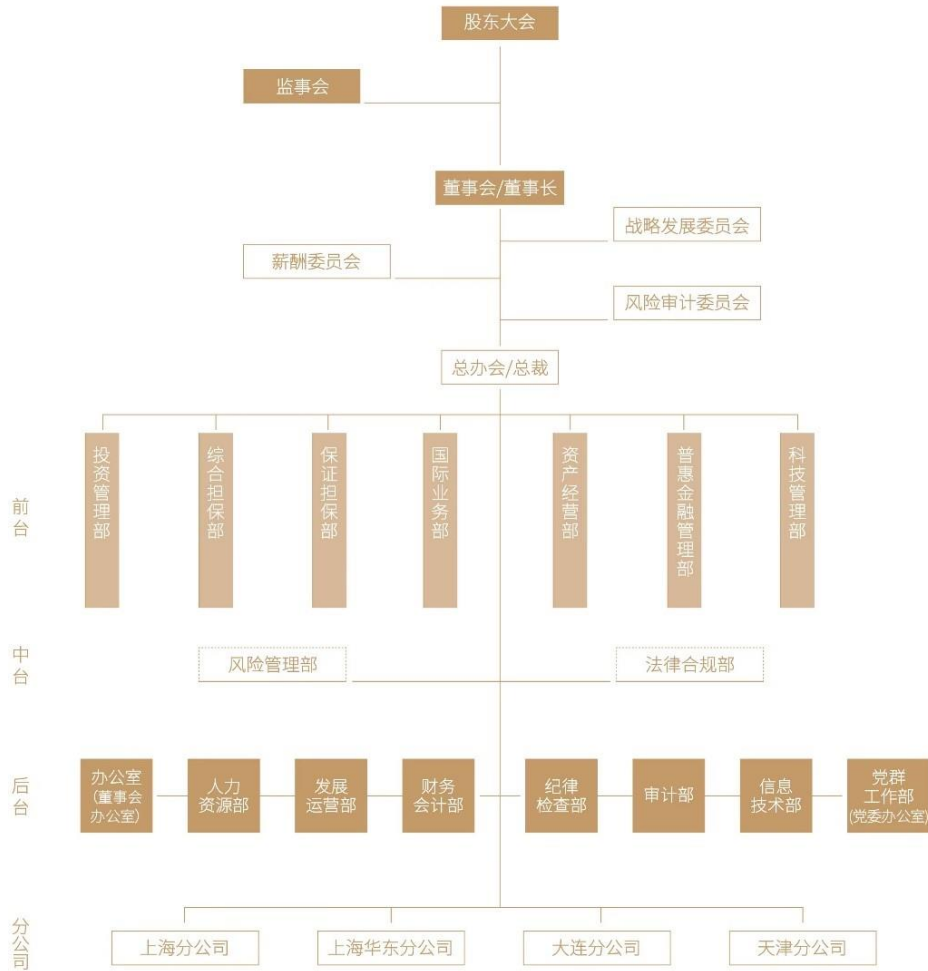 股东大会
监事会
董事会/董事长
战略发展委员会
薪酬委员会
风险审计委员会
总办会/总裁
前台
投资管理部
综合担保部
保证担保部
国际业务部
资产经营部
普惠金融管理部
科技管理部
中台
风险管理部
法律合规部
后台
办公室
(董事会
办公室)
人力
资源部
发展
运营部
财务
会计部
纪律
检查部
审计部
信息
技术部
党群
工作部
(党委办公室)
分公司
上海分公司
上海华东分公司
大连分公司
天津分公司